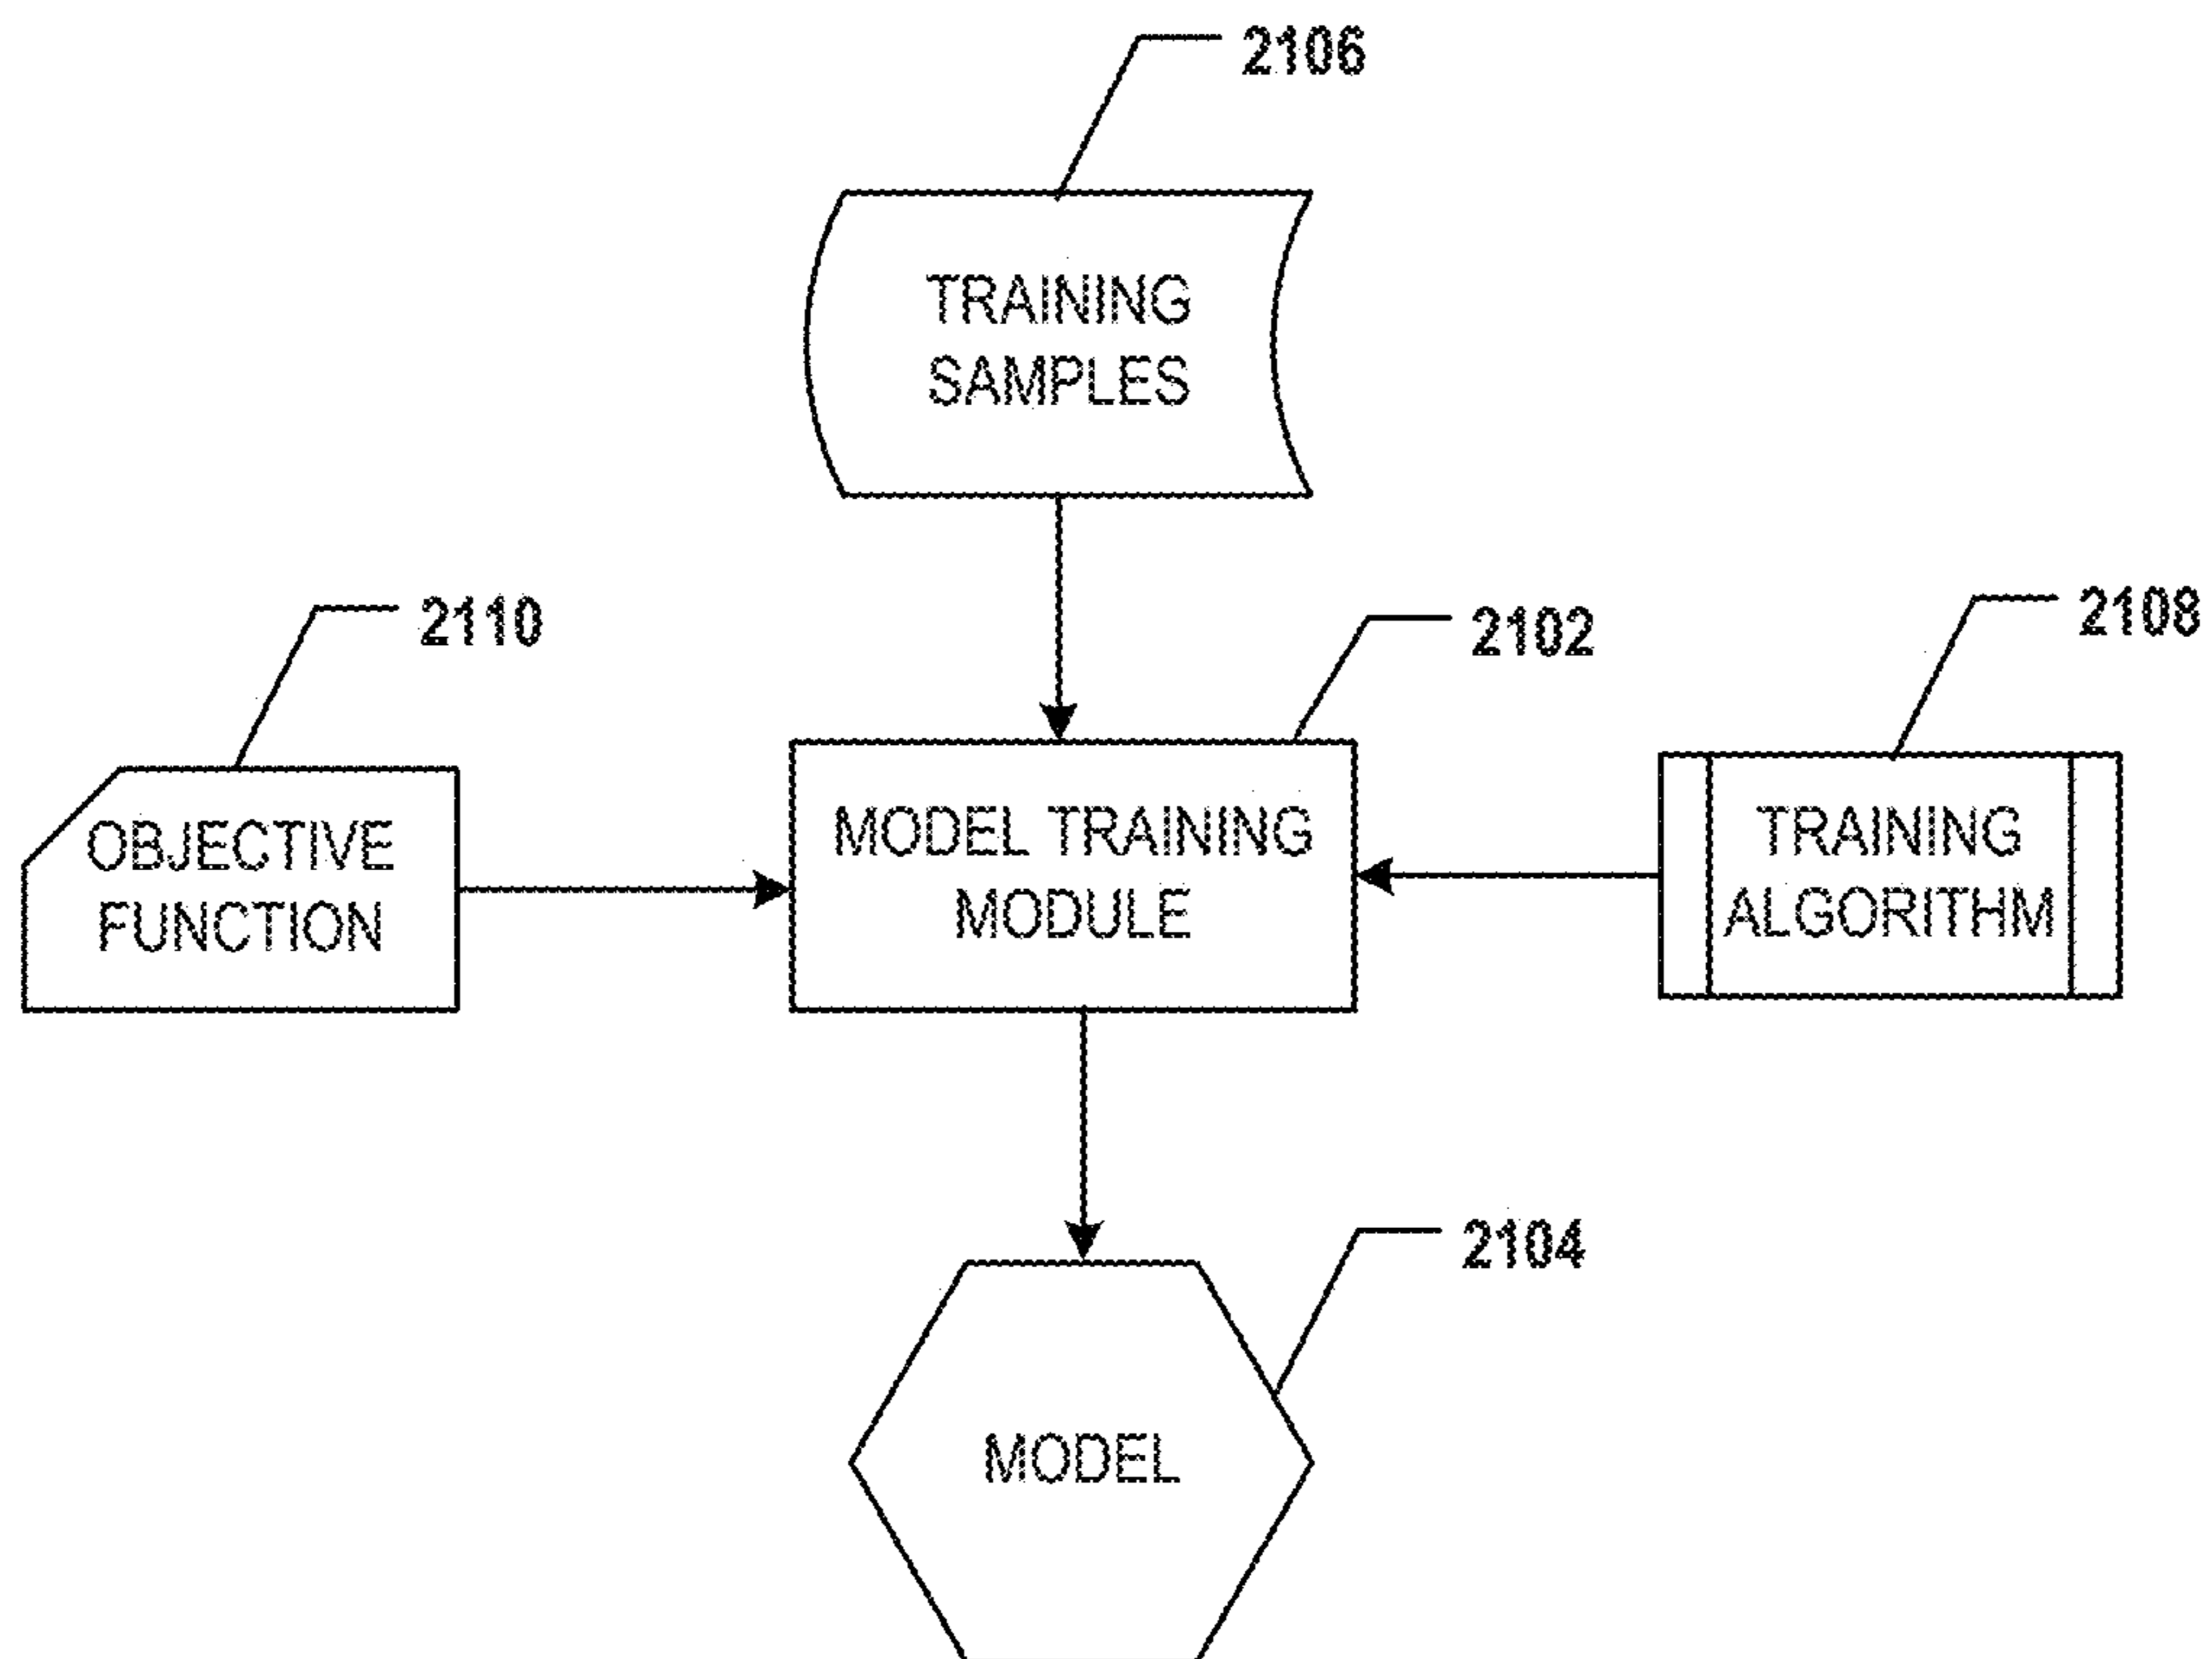 2106
TRAINING
SAMPLES
2110
2102
2108
OBJECTIVE
FUNCTION
MODEL TRAINING
MODULE
TRAINING
ALGORITHM
2104
MODEL